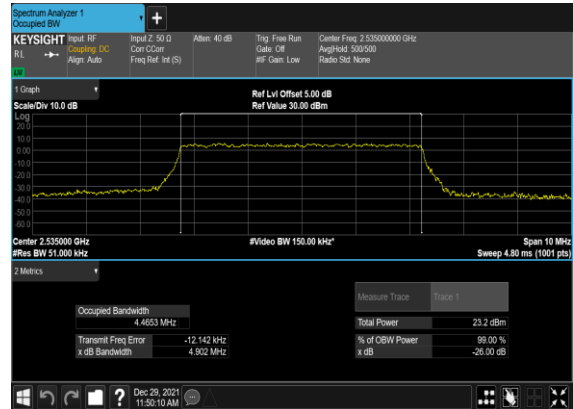 Spectrum Analyzer 1
Occupied BW
+
KEYSIGHT Input: RF Input Z: 50 Ω Atten: 40 dB Trig: Free Run Center Freq: 2.535000000 GHz
RL Coupling: DC Corr CCorr Gate: Off Avg|Hold: 500/500
Align: Auto Freq Ref: Int (S) #IF Gain: Low Radio Std: None
1 Graph
Ref Lvl Offset 5.00 dB
Scale/Div 10.0 dB Ref Value 30.00 dBm
Log
20.0
10.0
0.00
-10.0
-20.0
-30.0
-40.0
-50.0
-60.0
Center 2.535000 GHz #Video BW 150.00 kHz* Span 10 MHz
#Res BW 51.000 kHz Sweep 4.80 ms (1001 pts)
2 Metrics
Measure Trace Trace 1
Occupied Bandwidth
4.4653 MHz Total Power 23.2 dBm
Transmit Freq Error -12.142 kHz % of OBW Power 99.00 %
x dB Bandwidth 4.902 MHz x dB -26.00 dB
? Dec 29, 2021
11:50:10 AM